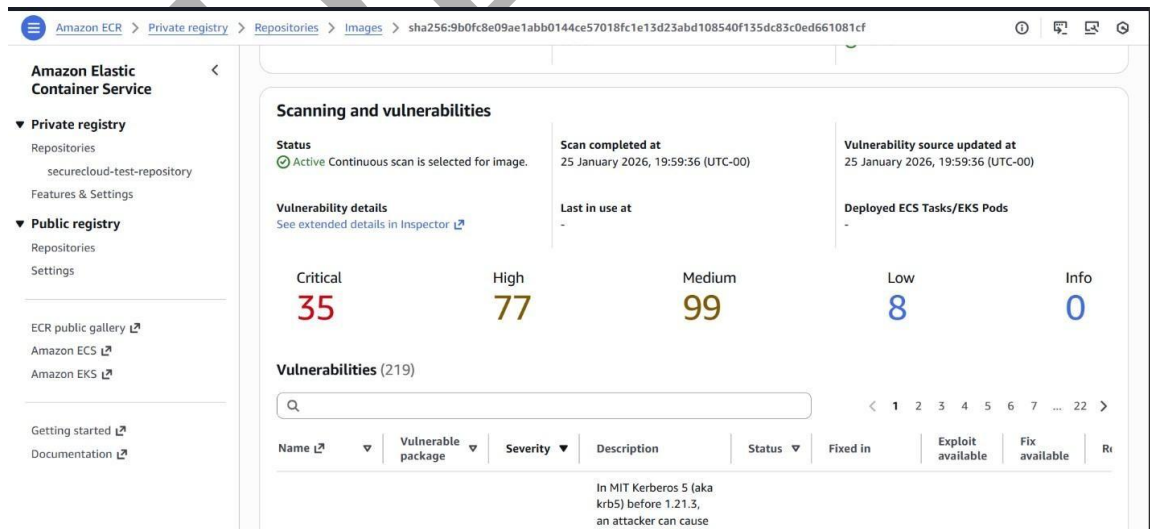 Amazon ECR > Private registry > Repositories > Images > sha256:9b0fc8e09ae1abb0144ce57018fc1e13d23abd108540f135dc83c0ed661081cf
Amazon Elastic
Container Service
Private registry
Repositories
securecloud-test-repository
Features & Settings
Public registry
Repositories
Settings
ECR public gallery
Amazon ECS
Amazon EKS
Getting started
Documentation
Scanning and vulnerabilities
Status
Active Continuous scan is selected for image.
Scan completed at
25 January 2026, 19:59:36 (UTC-00)
Vulnerability source updated at
25 January 2026, 19:59:36 (UTC-00)
Vulnerability details
See extended details in Inspector
Last in use at
-
Deployed ECS Tasks/EKS Pods
-
Critical
35
High
77
Medium
99
Low
8
Info
0
Vulnerabilities (219)
< 1 2 3 4 5 6 7 ... 22 >
Name
Vulnerable
package
Severity
Description
Status
Fixed in
Exploit
available
Fix
available
In MIT Kerberos 5 (aka
krb5) before 1.21.3,
an attacker can cause